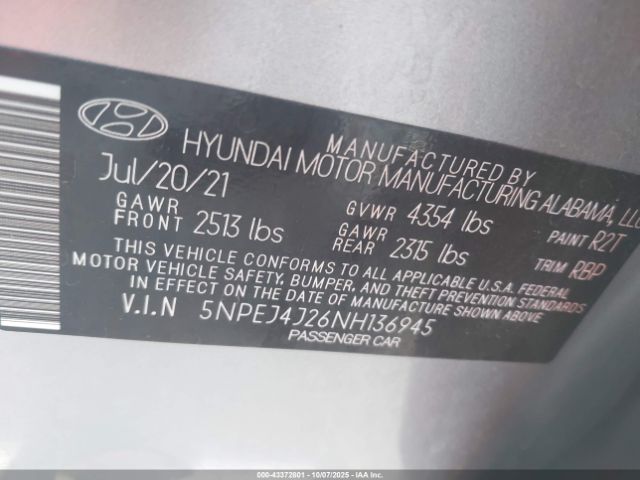 MANUFACTURED BY
HYUNDAI MOTOR MANUFACTURING ALABAMA, LLC
Jul/20/21
GAWR FRONT 2513 lbs GVWR 4354 lbs PAINT R2T
GAWR REAR 2315 lbs TRIM RBP
THIS VEHICLE CONFORMS TO ALL APPLICABLE U.S.A. FEDERAL
MOTOR VEHICLE SAFETY, BUMPER, AND THEFT PREVENTION STANDARDS
IN EFFECT ON THE DATE OF MANUFACTURE SHOWN ABOVE.
V.I.N 5NPEJ4J26NH136945
PASSENGER CAR
000-43372601 - 10/07/2025 - IAAI.COM